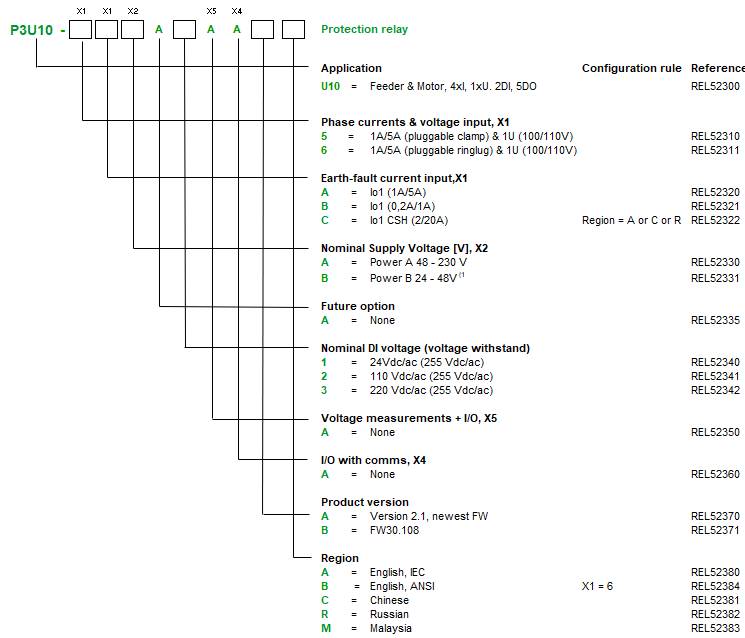 X1 X1 X2 X5 X4
P3U10 - A A A Protection relay
Application Configuration rule Reference
U10 = Feeder & Motor, 4xI, 1xU. 2DI, 5DO REL52300
Phase currents & voltage input, X1
5 = 1A/5A (pluggable clamp) & 1U (100/110V) REL52310
6 = 1A/5A (pluggable ringlug) & 1U (100/110V) REL52311
Earth-fault current input,X1
A = Io1 (1A/5A) REL52320
B = Io1 (0,2A/1A) REL52321
C = Io1 CSH (2/20A) Region = A or C or R REL52322
Nominal Supply Voltage [V], X2
A = Power A 48 - 230 V REL52330
B = Power B 24 - 48V (1 REL52331
Future option
A = None REL52335
Nominal DI voltage (voltage withstand)
1 = 24Vdc/ac (255 Vdc/ac) REL52340
2 = 110 Vdc/ac (255 Vdc/ac) REL52341
3 = 220 Vdc/ac (255 Vdc/ac) REL52342
Voltage measurements + I/O, X5
A = None REL52350
I/O with comms, X4
A = None REL52360
Product version
A = Version 2.1, newest FW REL52370
B = FW30.108 REL52371
Region
A = English, IEC REL52380
B = English, ANSI X1 = 6 REL52384
C = Chinese REL52381
R = Russian REL52382
M = Malaysia REL52383